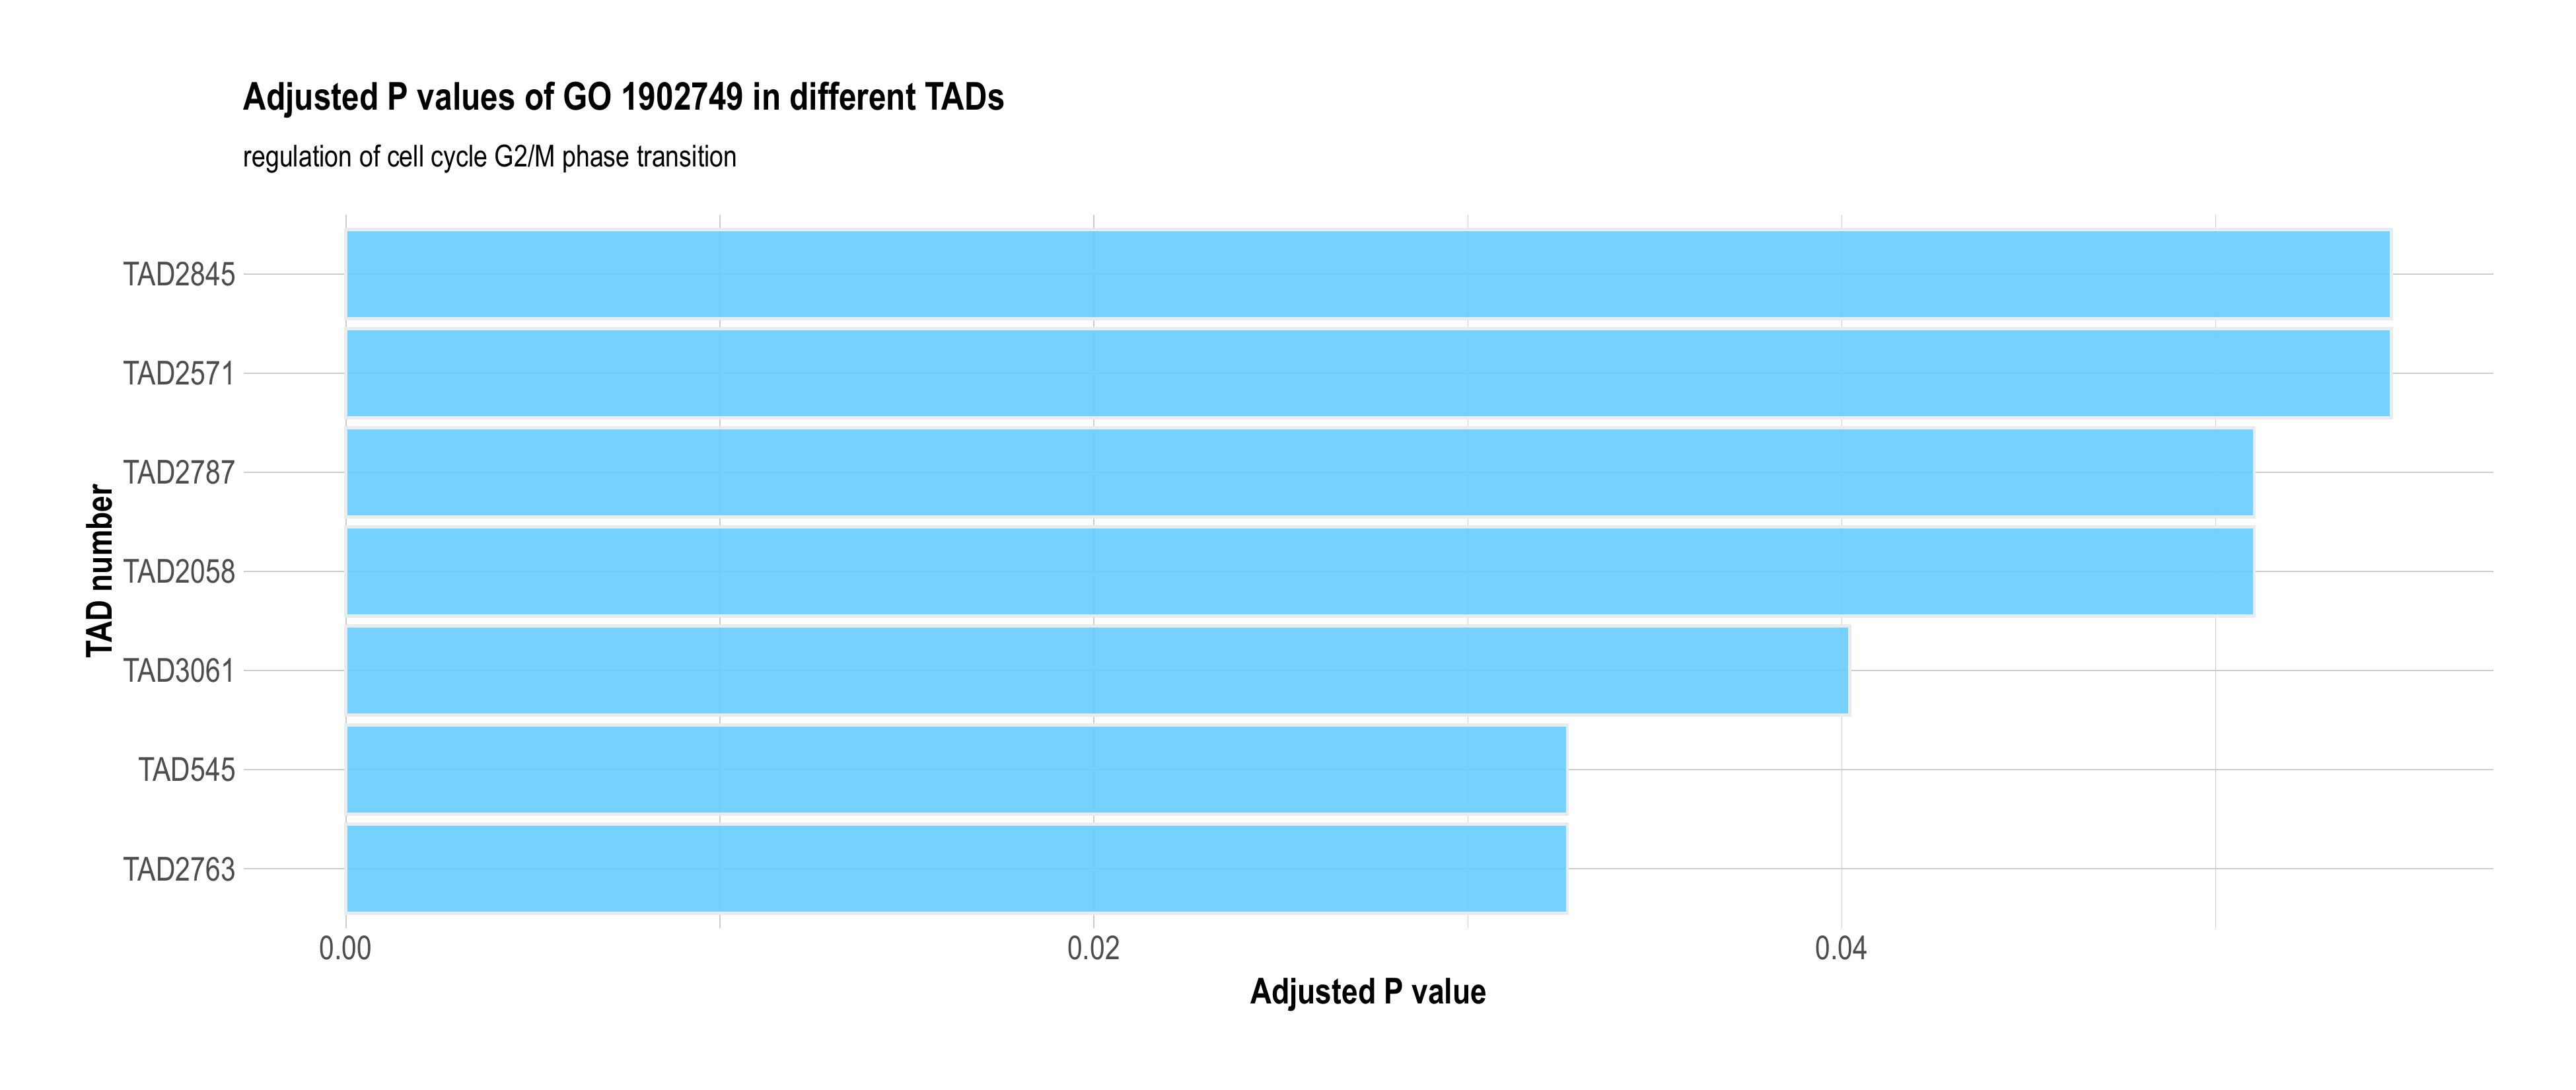 Adjusted P values of GO 1902749 in different TADs
regulation of cell cycle G2/M phase transition
TAD number
TAD2845
TAD2571
TAD2787
TAD2058
TAD3061
TAD545
TAD2763
0.00 0.02 0.04
Adjusted P value